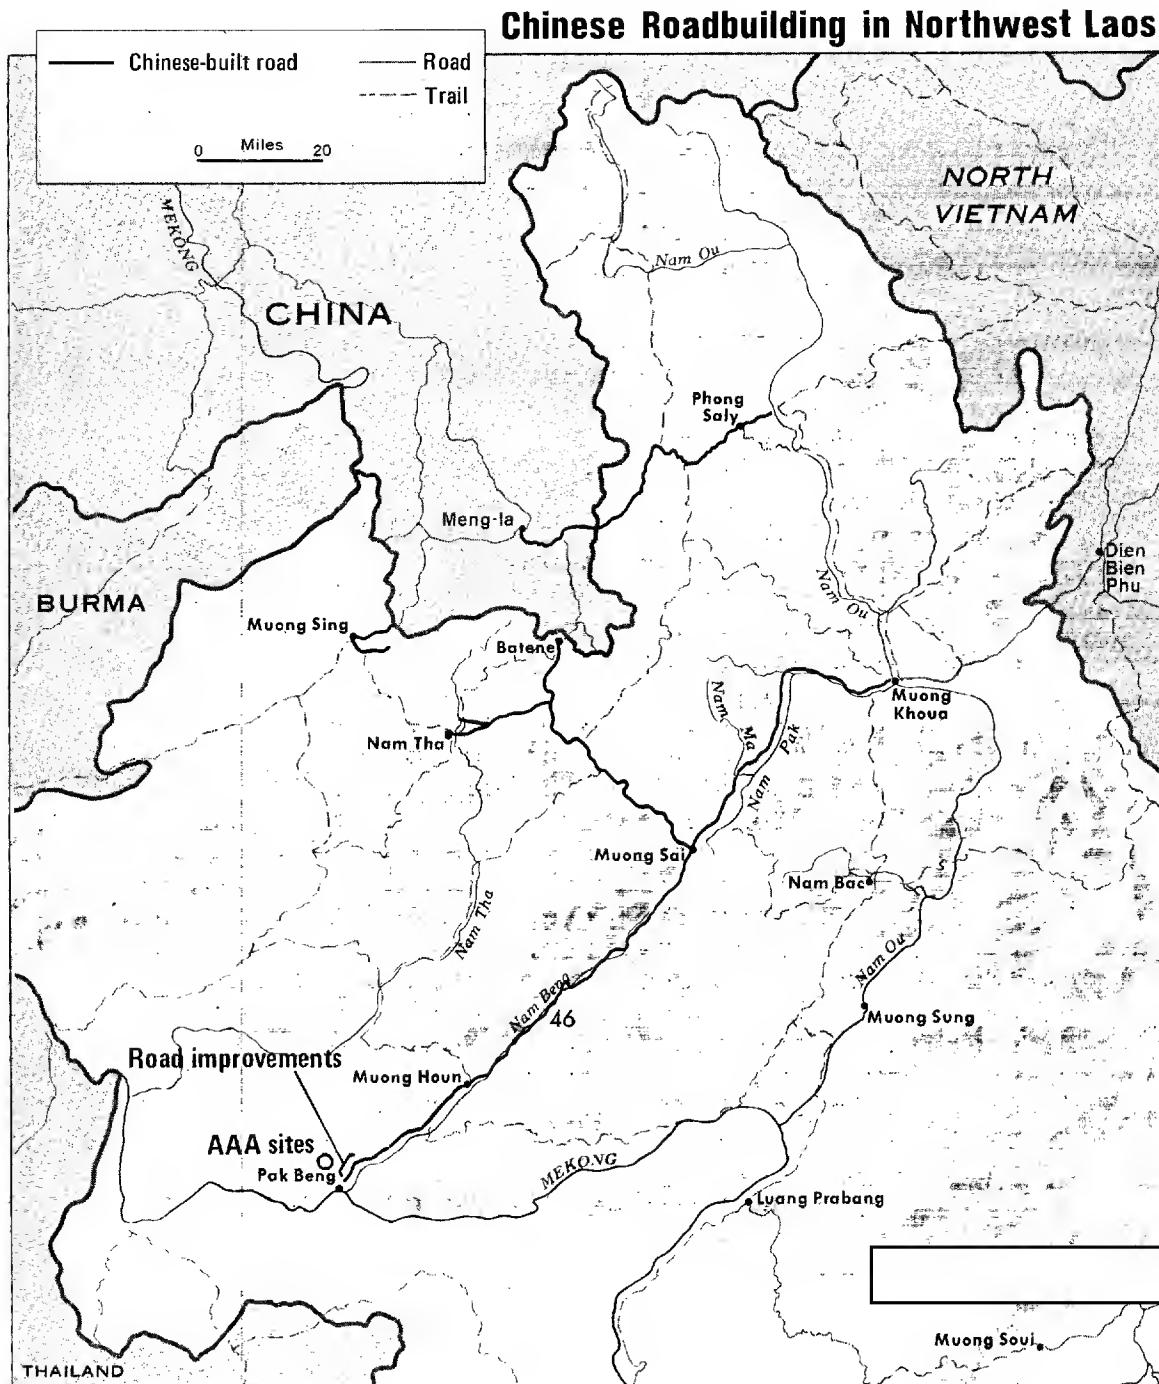 Chinese Roadbuilding in Northwest Laos
Chinese-built road
Road
Trail
0 Miles 20
MEKONG
NORTH
VIETNAM
Nam Ou
CHINA
Phong
Saly
Meng-la
Dien
Bien
Phu
BURMA
Nam Ou
Muong Sing
Batene
Muong
Khoua
Nam Ma
Nam Pak
Nam Tha
Muong Sai
Nam Bac
Nam Tha
Nam Ou
Nam Beng
46
Muong Sung
Road improvements
Muong Houn
AAA sites
Pak Beng
MEKONG
Luang Prabang
Muong Soui
THAILAND